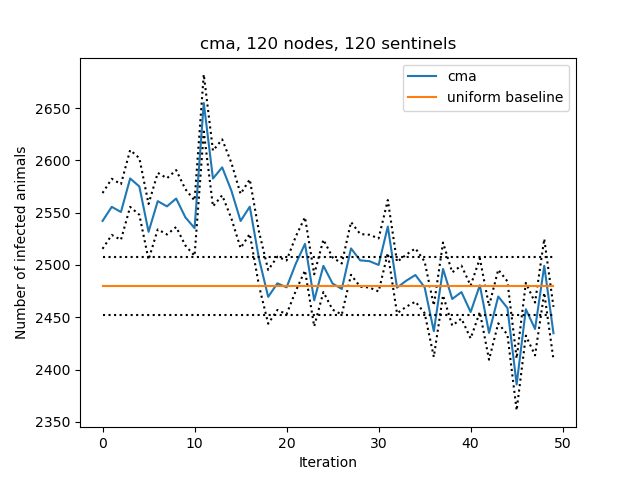 cma, 120 nodes, 120 sentinels
cma
uniform baseline
Number of infected animals
2650
2600
2550
2500
2450
2400
2350
0 10 20 30 40 50
Iteration